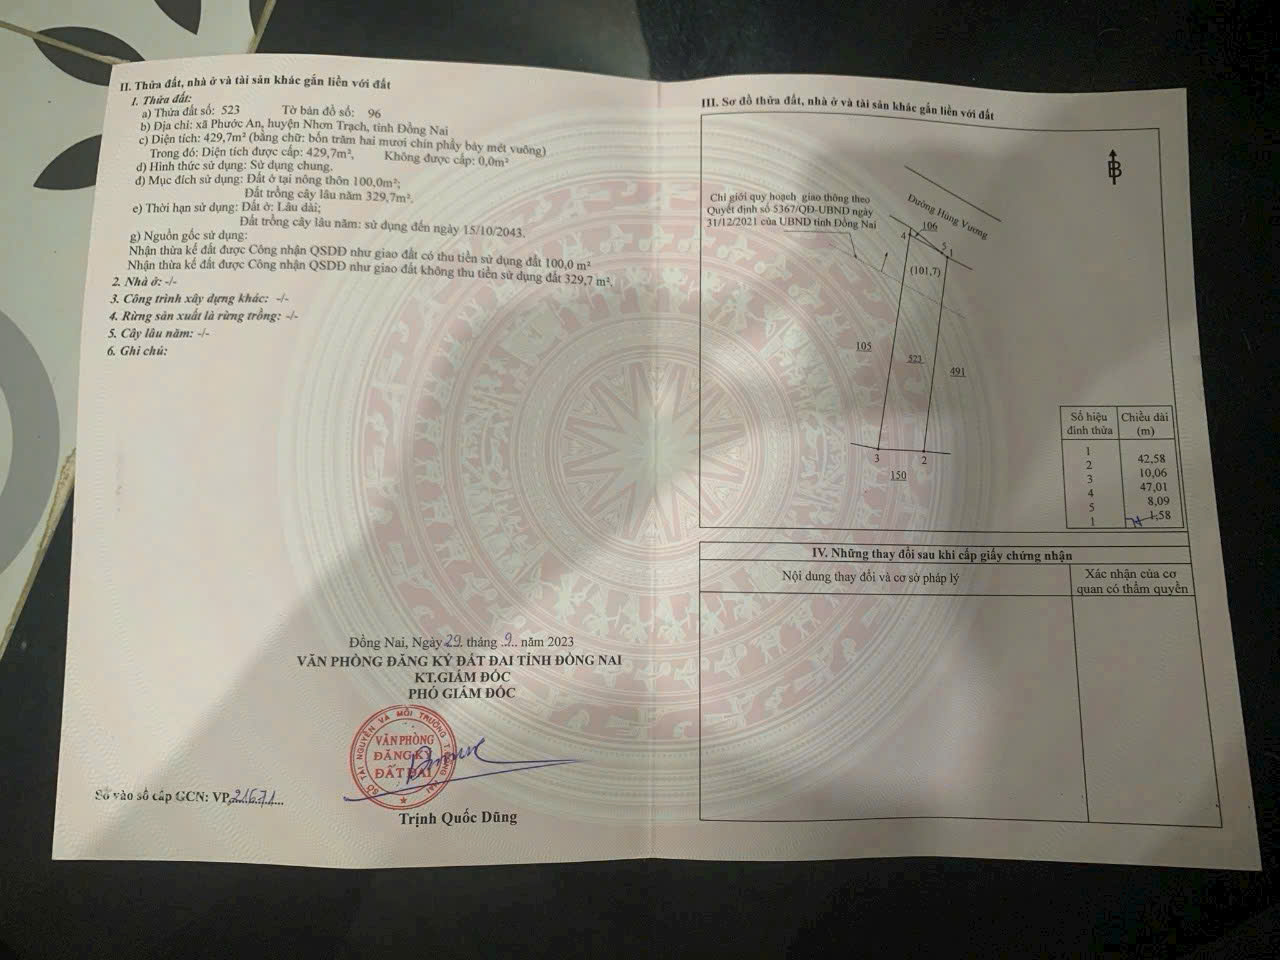 II. Thửa đất, nhà ở và tài sản khác gắn liền với đất
1. Thửa đất:
a) Thửa đất số: 523 Tờ bản đồ số: 96
b) Địa chỉ: xã Phước An, huyện Nhơn Trạch, tỉnh Đồng Nai
c) Diện tích: 429,7m² (bằng chữ: bốn trăm hai mươi chín phẩy bảy mét vuông)
Trong đó: Diện tích được cấp: 429,7m², Không được cấp: 0,0m²
d) Hình thức sử dụng: Sử dụng chung.
đ) Mục đích sử dụng: Đất ở tại nông thôn 100,0m²;
Đất trồng cây lâu năm 329,7m².
e) Thời hạn sử dụng: Đất ở: Lâu dài;
Đất trồng cây lâu năm: sử dụng đến ngày 15/10/2043.
g) Nguồn gốc sử dụng:
Nhận thừa kế đất được Công nhận QSDĐ như giao đất có thu tiền sử dụng đất 100,0 m²
Nhận thừa kế đất được Công nhận QSDĐ như giao đất không thu tiền sử dụng đất 329,7 m².
2. Nhà ở: -/-
3. Công trình xây dựng khác: -/-
4. Rừng sản xuất là rừng trồng: -/-
5. Cây lâu năm: -/-
6. Ghi chú:
Đồng Nai, Ngày 29 tháng 9 năm 2023
VĂN PHÒNG ĐĂNG KÝ ĐẤT ĐAI TỈNH ĐỒNG NAI
KT.GIÁM ĐỐC
PHÓ GIÁM ĐỐC
SỞ TÀI NGUYÊN VÀ MÔI TRƯỜNG T.ĐỒNG NAI
VĂN PHÒNG
ĐĂNG KÝ
ĐẤT ĐAI
Trịnh Quốc Dũng
Số vào sổ cấp GCN: VP 21671
III. Sơ đồ thửa đất, nhà ở và tài sản khác gắn liền với đất
B
Chỉ giới quy hoạch giao thông theo
Quyết định số 5367/QĐ-UBND ngày
31/12/2021 của UBND tỉnh Đồng Nai
Đường Hùng Vương
106
4
5
1
(101,7)
105
523
491
3
2
150
Số hiệu đỉnh thửa Chiều dài (m)
1
42,58
2
10,06
3
47,01
4
8,09
5
1,58
1
IV. Những thay đổi sau khi cấp giấy chứng nhận
Nội dung thay đổi và cơ sở pháp lý
Xác nhận của cơ
quan có thẩm quyền